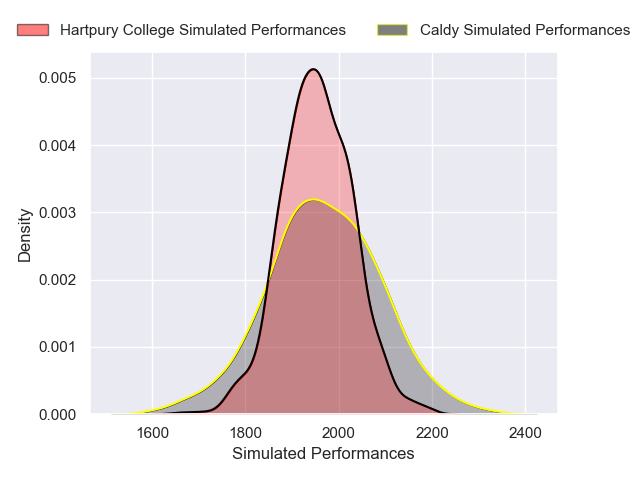 Hartpury College Simulated Performances
Caldy Simulated Performances
0.005
0.004
0.003
0.002
0.001
0.000
Density
1600
1800
2000
2200
2400
Simulated Performances